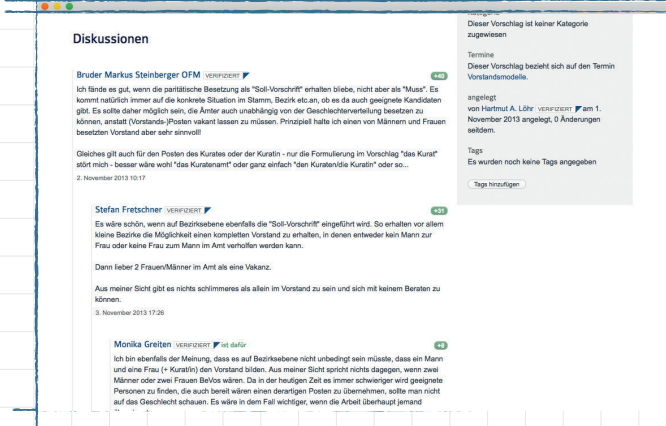 Diskussionen
Bruder Markus Steinberger OFM VERIFIZIERT +40
Ich fände es gut, wenn die paritätische Besetzung als "Soll-Vorschrift" erhalten bliebe, nicht aber als "Muss". Es
kommt natürlich immer auf die konkrete Situation im Stamm, Bezirk etc.an, ob es da auch geeignete Kandidaten
gibt. Es sollte daher möglich sein, die Ämter auch unabhängig von der Geschlechterverteilung besetzen zu
können, anstatt (Vorstands-)Posten vakant lassen zu müssen. Prinzipiell halte ich einen von Männern und Frauen
besetzten Vorstand aber sehr sinnvoll!
Gleiches gilt auch für den Posten des Kurates oder der Kuratin - nur die Formulierung im Vorschlag "das Kurat"
stört mich - besser wäre wohl "das Kuratenamt" oder ganz einfach "den Kuraten/die Kuratin" oder so...
2. November 2013 10:17
Stefan Fretschner VERIFIZIERT +31
Es wäre schön, wenn auf Bezirksebene ebenfalls die "Soll-Vorschrift" eingeführt wird. So erhalten vor allem
kleine Bezirke die Möglichkeit einen kompletten Vorstand zu erhalten, in denen entweder kein Mann zur
Frau oder keine Frau zum Mann im Amt verholfen werden kann.
Dann lieber 2 Frauen/Männer im Amt als eine Vakanz.
Aus meiner Sicht gibt es nichts schlimmeres als allein im Vorstand zu sein und sich mit keinem Beraten zu
können.
3. November 2013 17:26
Monika Greiten VERIFIZIERT ist dafür +8
Ich bin ebenfalls der Meinung, dass es auf Bezirksebene nicht unbedingt sein müsste, dass ein Mann
und eine Frau (+ Kurat/in) den Vorstand bilden. Aus meiner Sicht spricht nichts dagegen, wenn zwei
Männer oder zwei Frauen BeVos wären. Da in der heutigen Zeit es immer schwieriger wird geeignete
Personen zu finden, die auch bereit wären einen derartigen Posten zu übernehmen, sollte man nicht
auf das Geschlecht schauen. Es wäre in dem Fall wichtiger, wenn die Arbeit überhaupt jemand
Kategorie
Dieser Vorschlag ist keiner Kategorie
zugewiesen
Termine
Dieser Vorschlag bezieht sich auf den Termin
Vorstandsmodelle.
angelegt
von Hartmut A. Löhr VERIFIZIERT am 1.
November 2013 angelegt, 0 Änderungen
seitdem.
Tags
Es wurden noch keine Tags angegeben
Tags hinzufügen